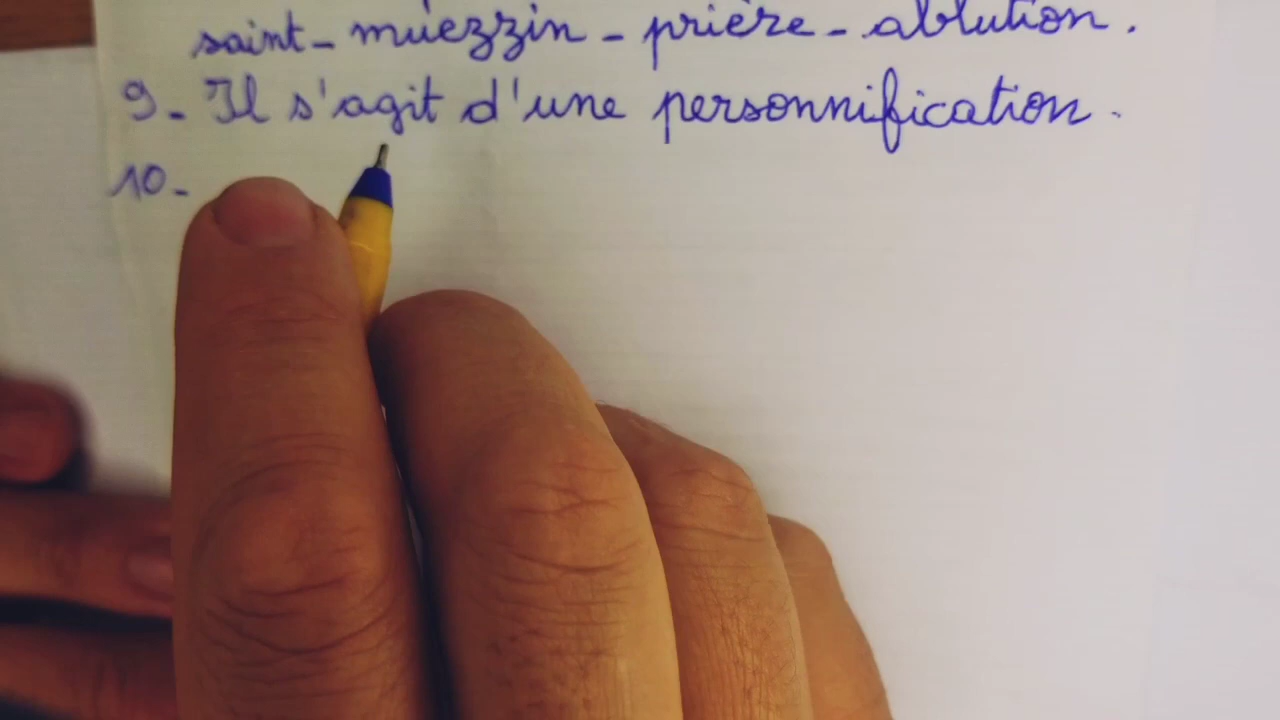 saint - muezzin - prière - ablution.
9 - Il s'agit d'une personnification.
10 -